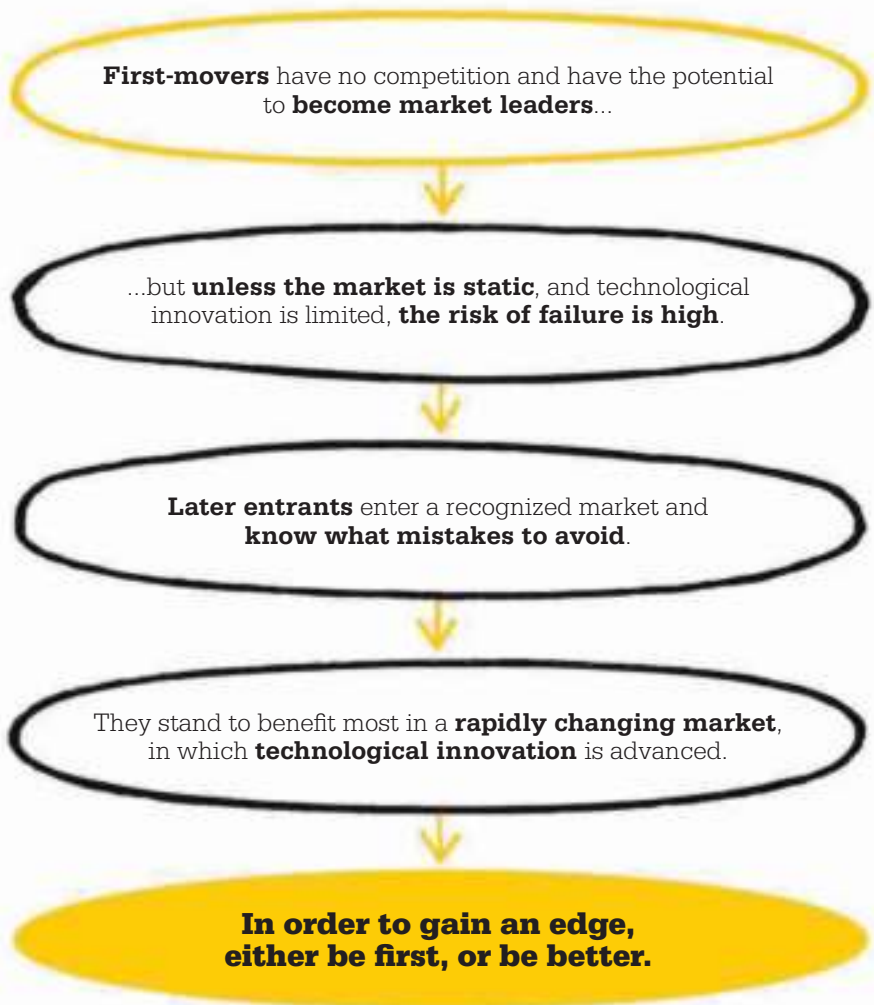 First-movers have no competition and have the potential
to become market leaders...
...but unless the market is static, and technological
innovation is limited, the risk of failure is high.
Later entrants enter a recognized market and
know what mistakes to avoid.
They stand to benefit most in a rapidly changing market,
in which technological innovation is advanced.
In order to gain an edge,
either be first, or be better.